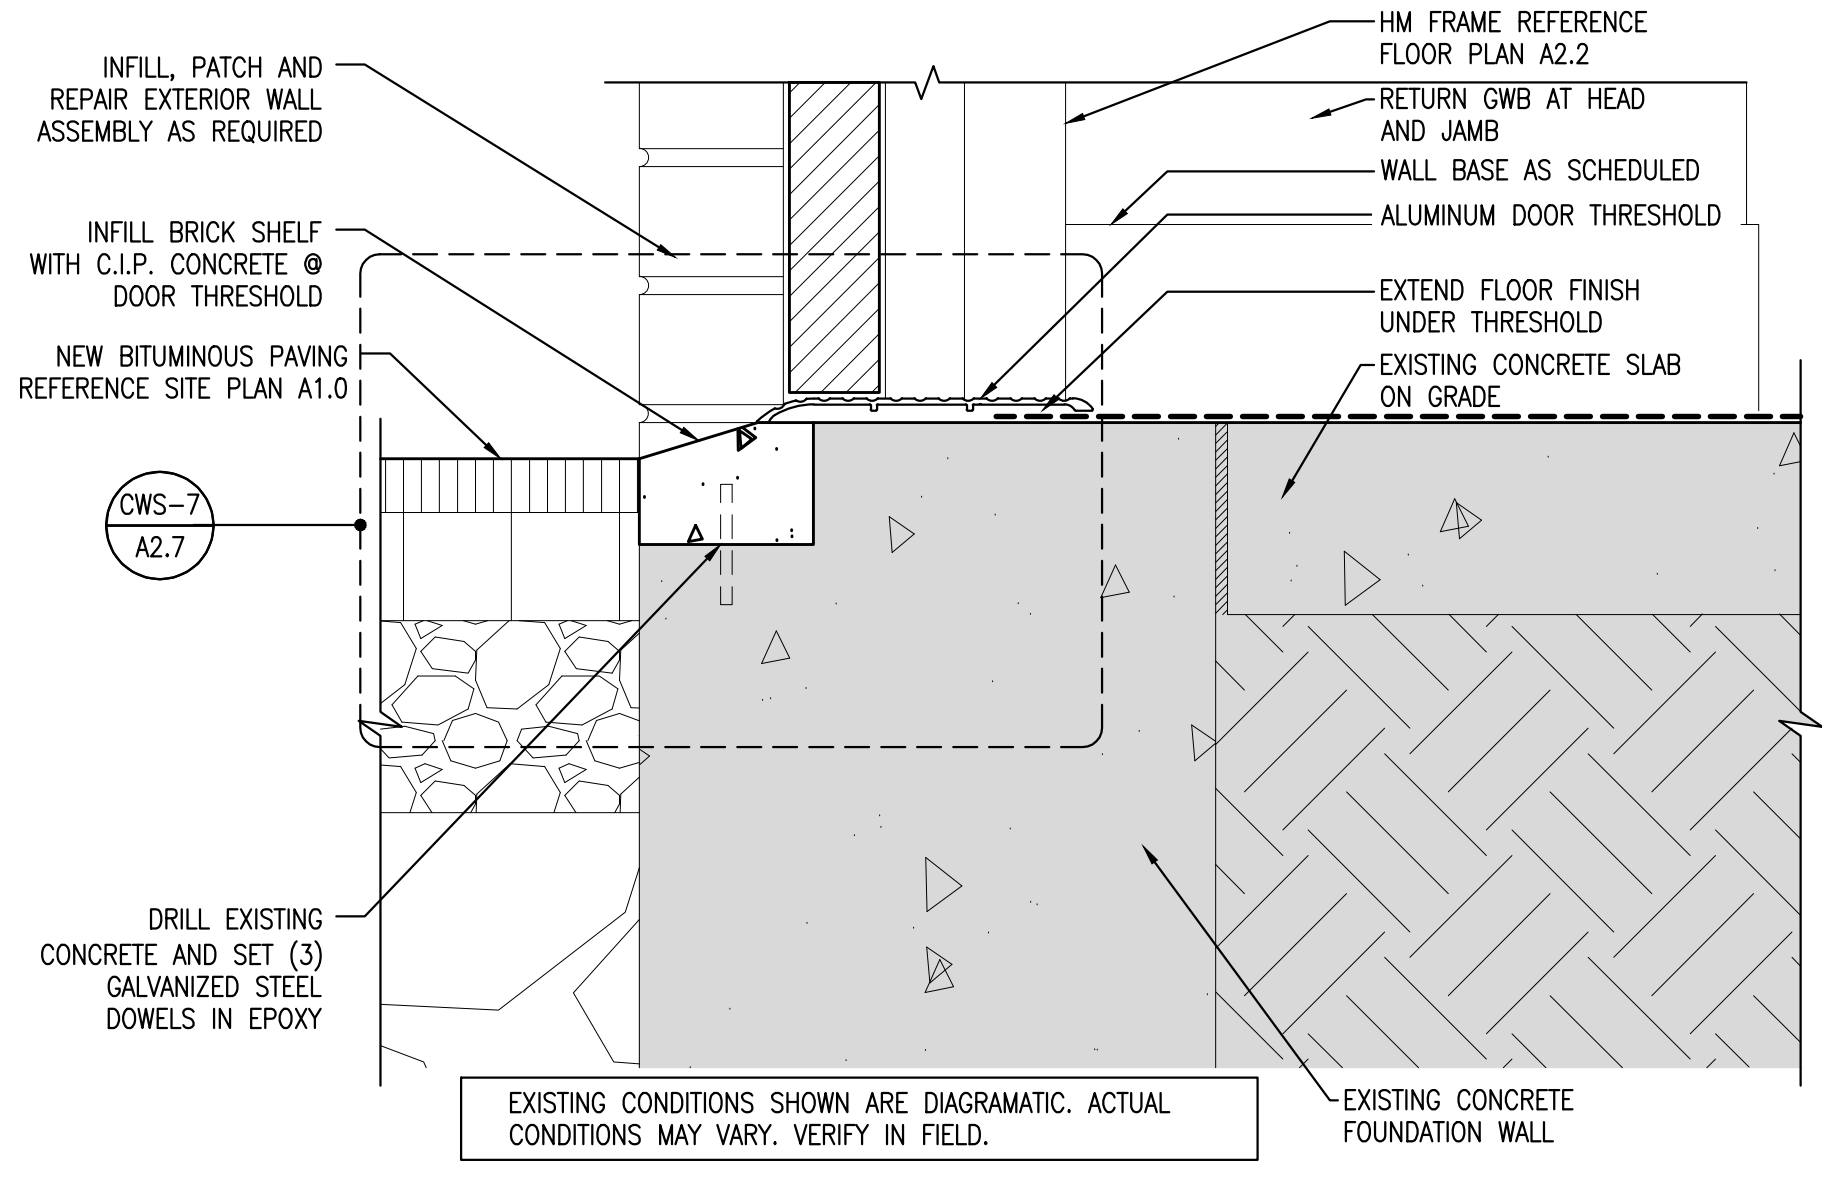 INFILL, PATCH AND
REPAIR EXTERIOR WALL
ASSEMBLY AS REQUIRED
INFILL BRICK SHELF
WITH C.I.P. CONCRETE @
DOOR THRESHOLD
NEW BITUMINOUS PAVING
REFERENCE SITE PLAN A1.0
CWS-7
A2.7
DRILL EXISTING
CONCRETE AND SET (3)
GALVANIZED STEEL
DOWELS IN EPOXY
HM FRAME REFERENCE
FLOOR PLAN A2.2
RETURN GWB AT HEAD
AND JAMB
WALL BASE AS SCHEDULED
ALUMINUM DOOR THRESHOLD
EXTEND FLOOR FINISH
UNDER THRESHOLD
EXISTING CONCRETE SLAB
ON GRADE
EXISTING CONCRETE
FOUNDATION WALL
EXISTING CONDITIONS SHOWN ARE DIAGRAMATIC. ACTUAL
CONDITIONS MAY VARY. VERIFY IN FIELD.